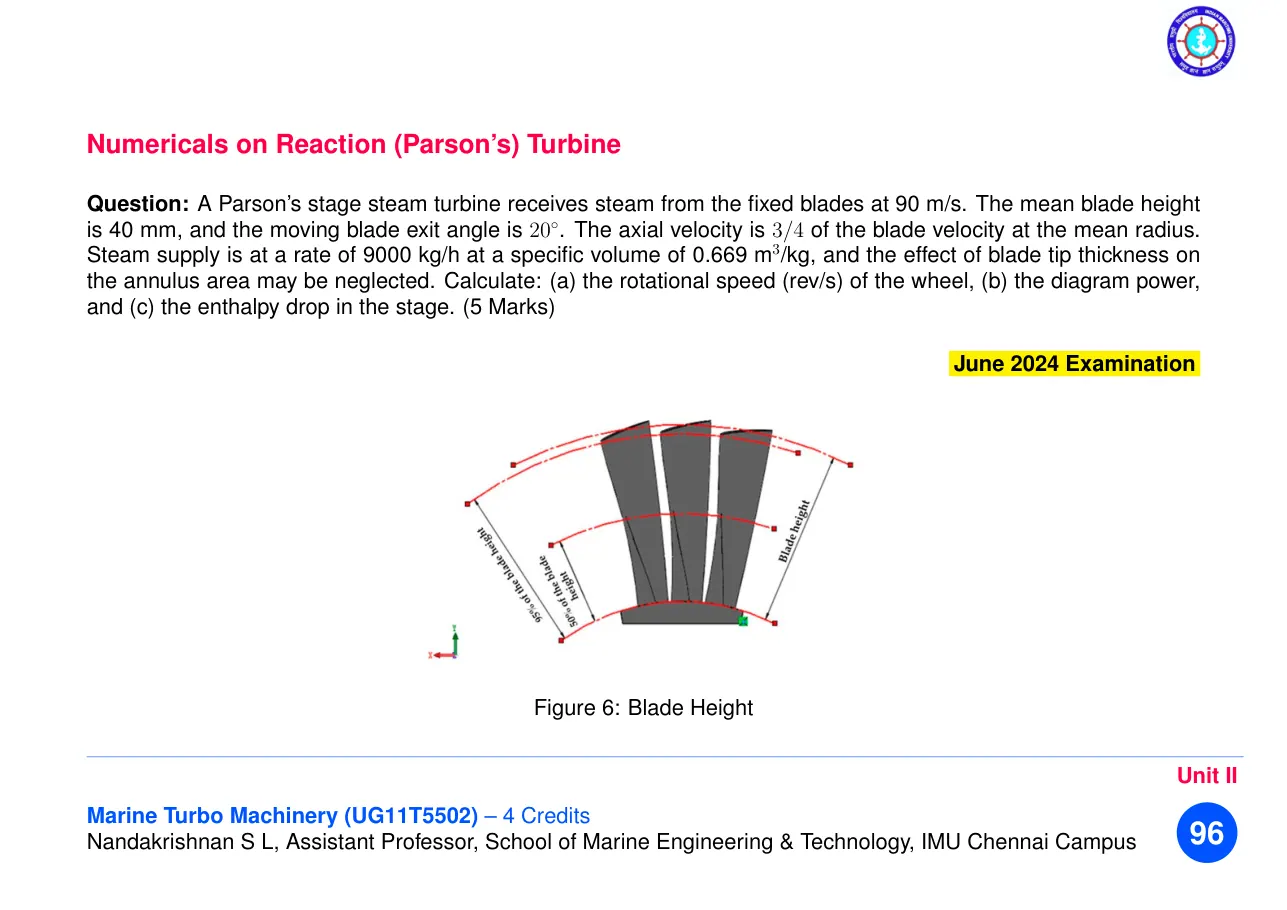 Numericals on Reaction (Parson's) Turbine
Question: A Parson's stage steam turbine receives steam from the fixed blades at 90 m/s. The mean blade height
is 40 mm, and the moving blade exit angle is 20°. The axial velocity is 3/4 of the blade velocity at the mean radius.
Steam supply is at a rate of 9000 kg/h at a specific volume of 0.669 m³/kg, and the effect of blade tip thickness on
the annulus area may be neglected. Calculate: (a) the rotational speed (rev/s) of the wheel, (b) the diagram power,
and (c) the enthalpy drop in the stage. (5 Marks)
June 2024 Examination
95% of the blade height
50% of the blade
height
Blade height
Y
X
Figure 6: Blade Height
Unit II
Marine Turbo Machinery (UG11T5502) – 4 Credits
Nandakrishnan S L, Assistant Professor, School of Marine Engineering & Technology, IMU Chennai Campus
96